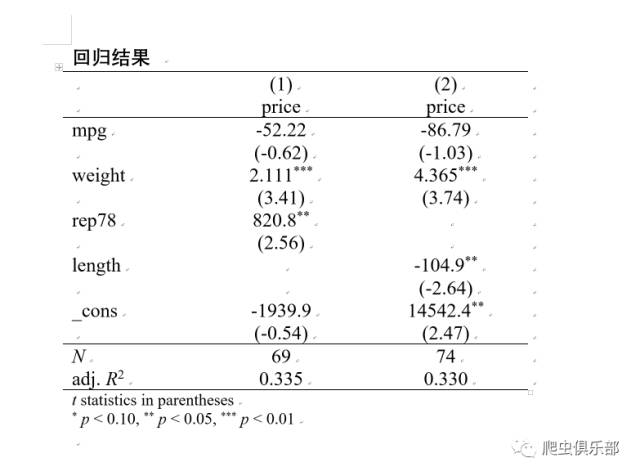 回归结果
(1) (2)
price price
mpg -52.22 -86.79
(-0.62) (-1.03)
weight 2.111*** 4.365***
(3.41) (3.74)
rep78 820.8**
(2.56)
length -104.9**
(-2.64)
_cons -1939.9 14542.4**
(-0.54) (2.47)
N 69 74
adj. R² 0.335 0.330
t statistics in parentheses
* p < 0.10, ** p < 0.05, *** p < 0.01
爬虫俱乐部